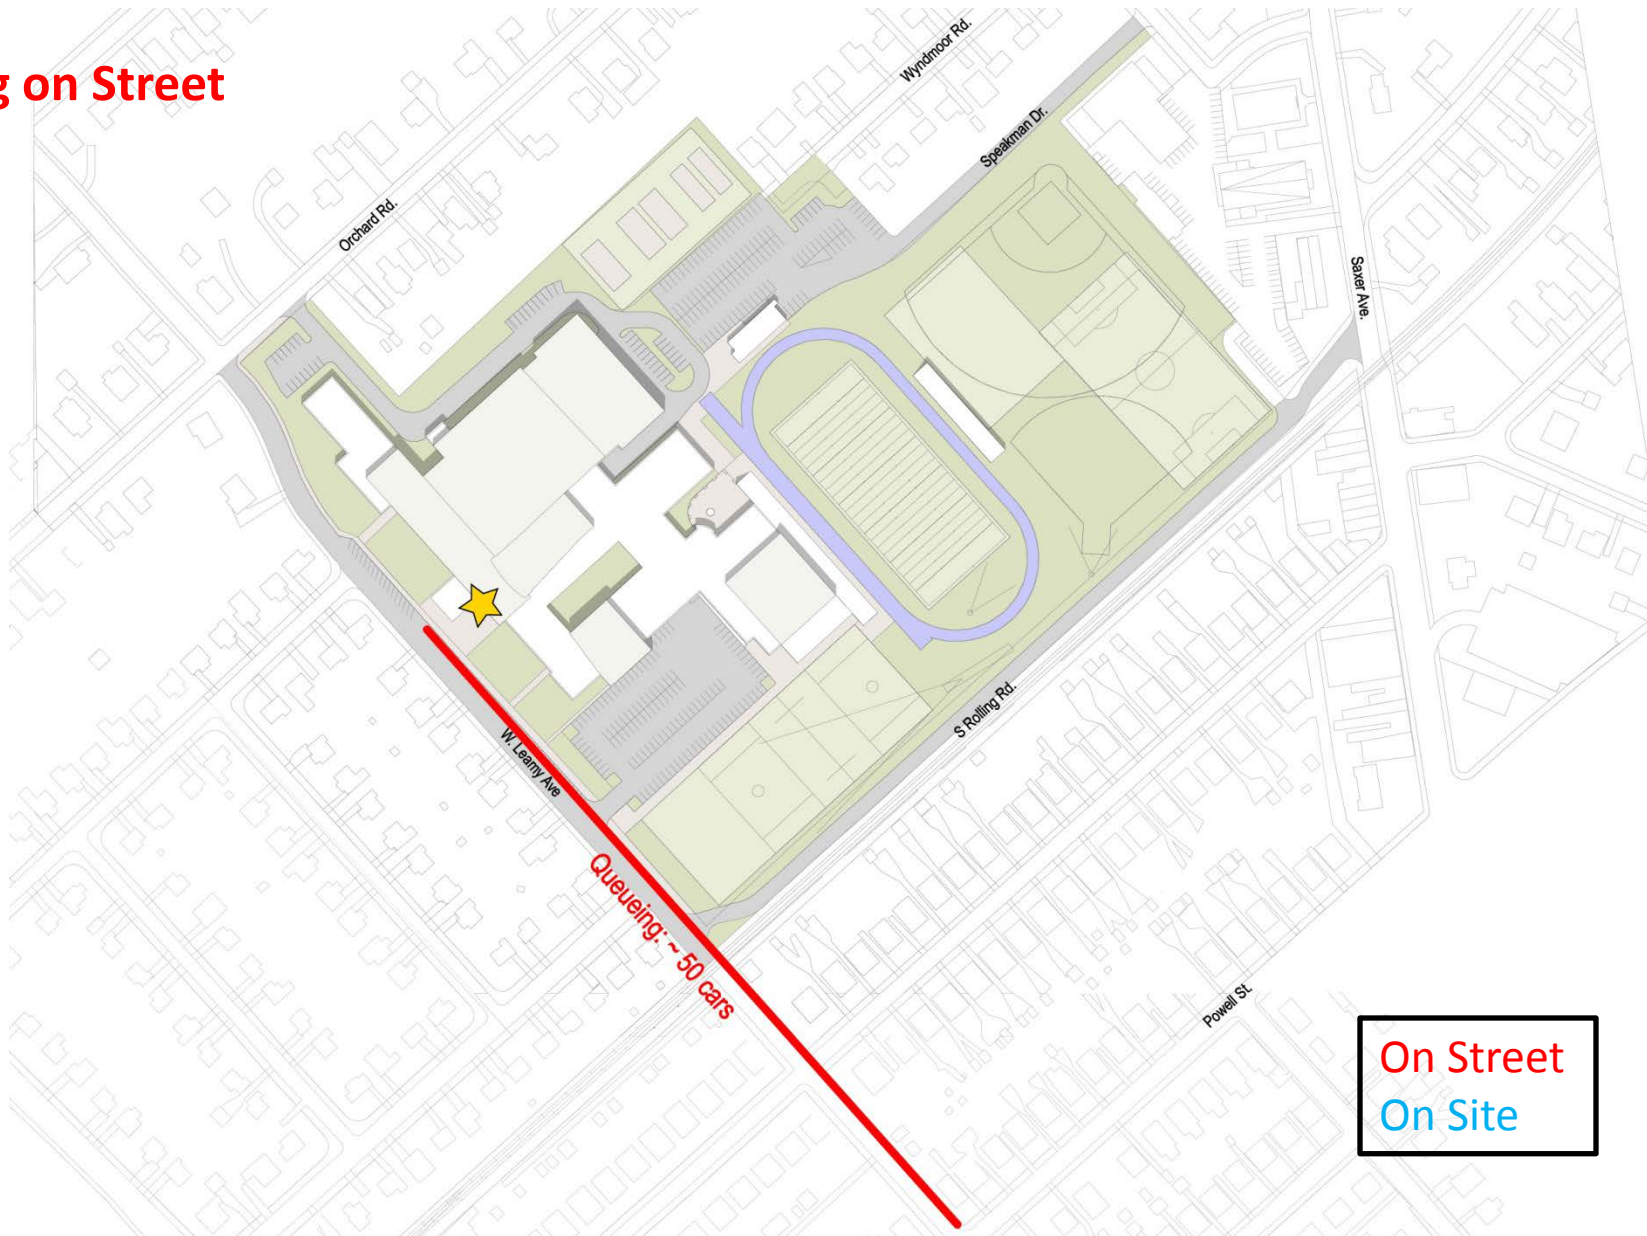 g on Street
Wyndmoor Rd.
Speakman Dr.
Orchard Rd.
Saxer Ave.
W. Leamy Ave
S Rolling Rd.
Queueing: ~ 50 cars
Powell St.
On Street
On Site